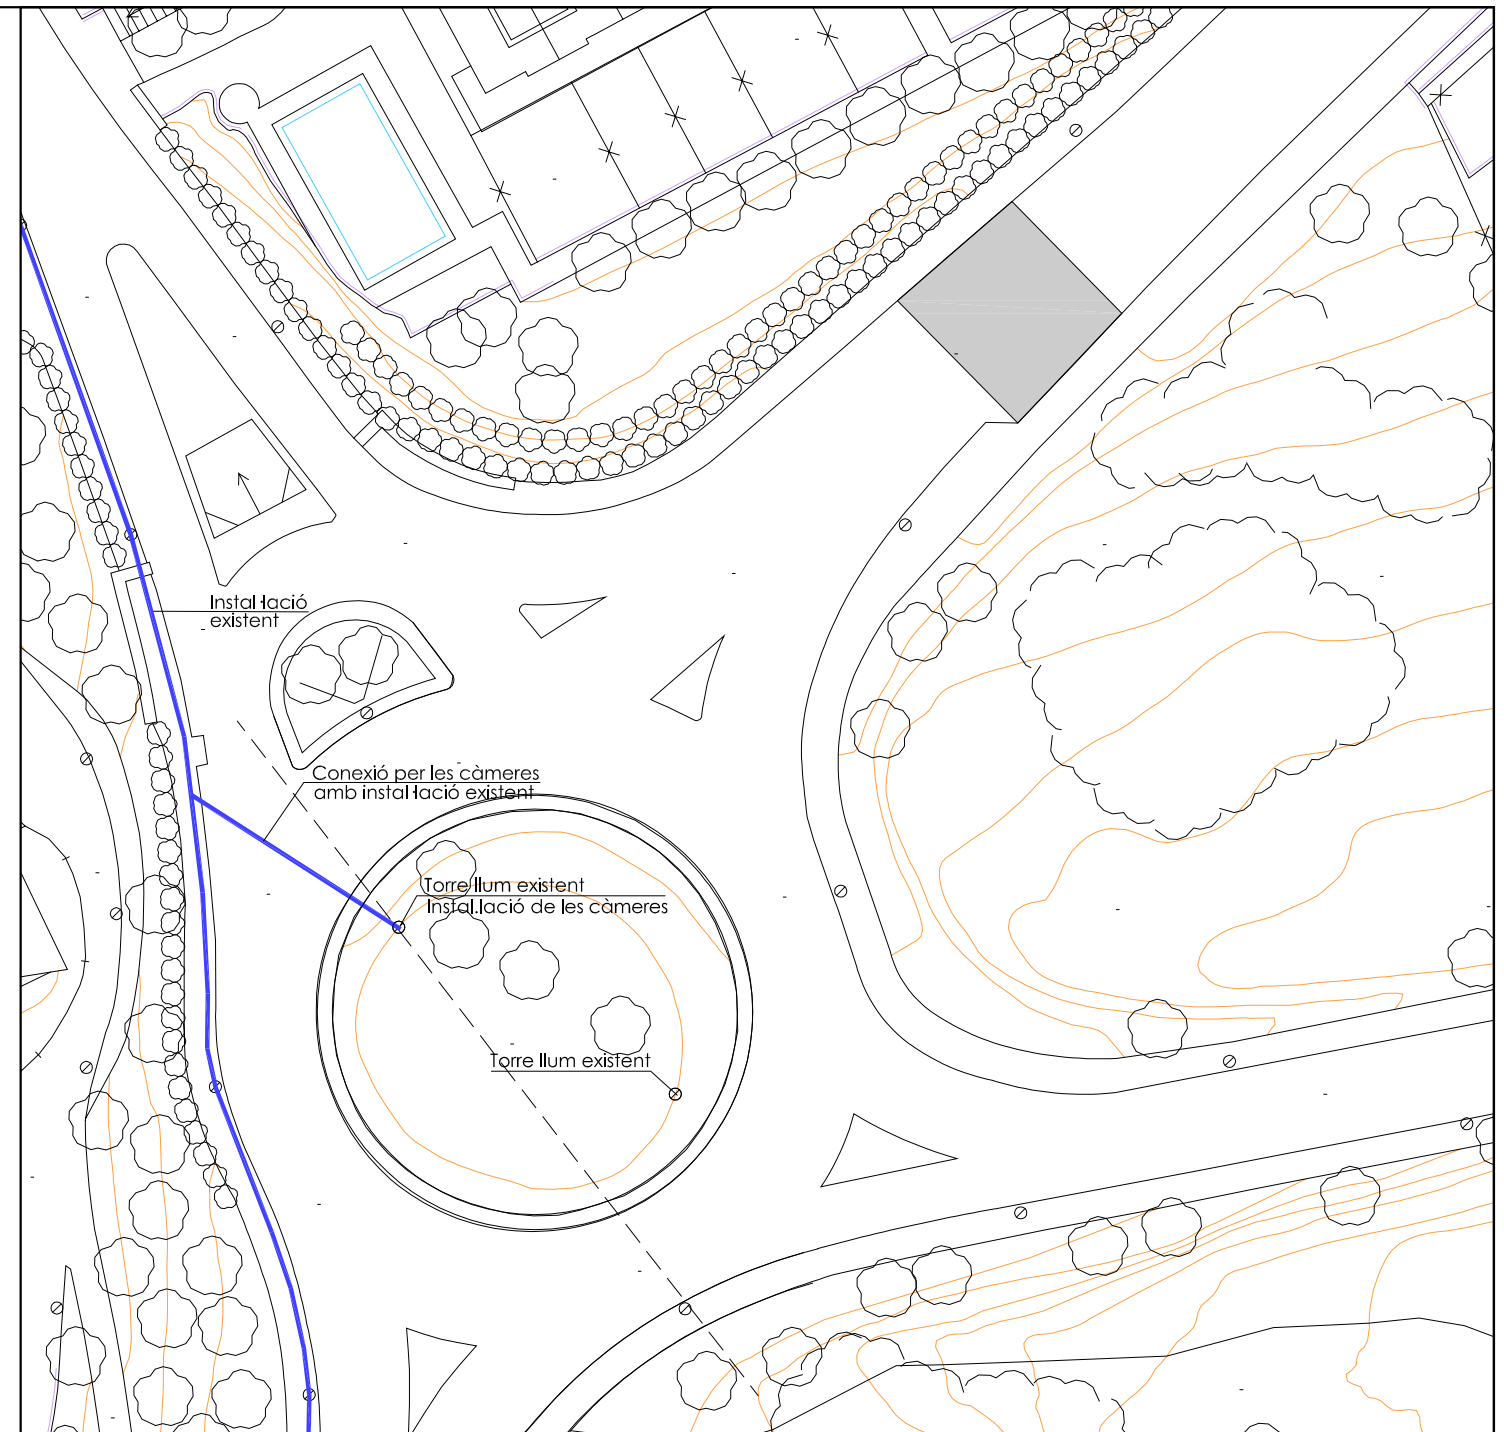 Instal·lació
existent
Conexió per les càmeres
amb instal·lació existent
Torre llum existent
Instal.lació de les càmeres
Torre llum existent